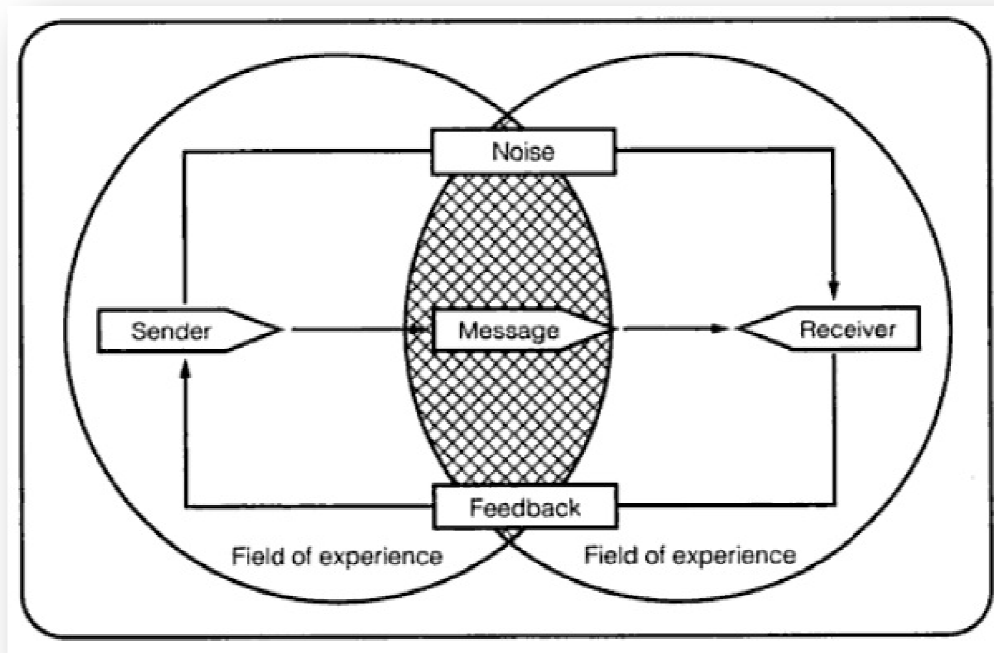 Noise
Sender
Message
Receiver
Feedback
Field of experience
Field of experience